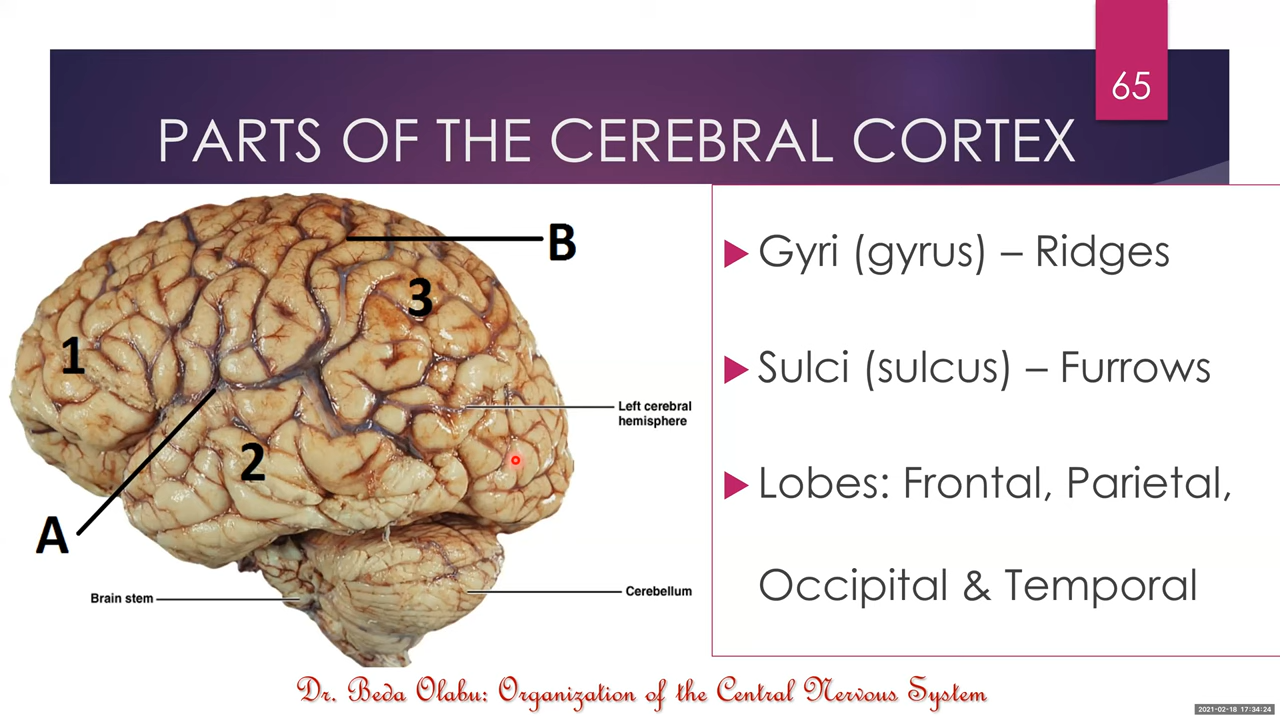 65
PARTS OF THE CEREBRAL CORTEX
B
3
1
2
A
Left cerebral
hemisphere
Brain stem
Cerebellum
Gyri (gyrus) – Ridges
Sulci (sulcus) – Furrows
Lobes: Frontal, Parietal,
Occipital & Temporal
Dr. Beda Olabu: Organization of the Central Nervous System
2021-02-18 17:34:24